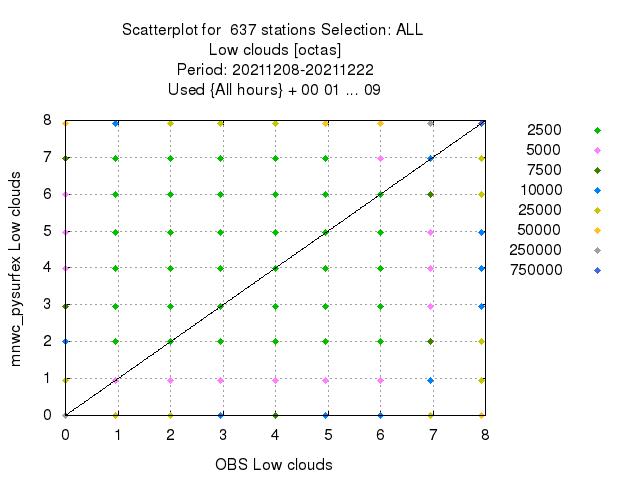 Scatterplot for 637 stations Selection: ALL
Low clouds [octas]
Period: 20211208-20211222
Used {All hours} + 00 01 ... 09
mnwc_pysurfex Low clouds
8
7
6
5
4
3
2
1
0
0 1 2 3 4 5 6 7 8
OBS Low clouds
2500
5000
7500
10000
25000
50000
250000
750000